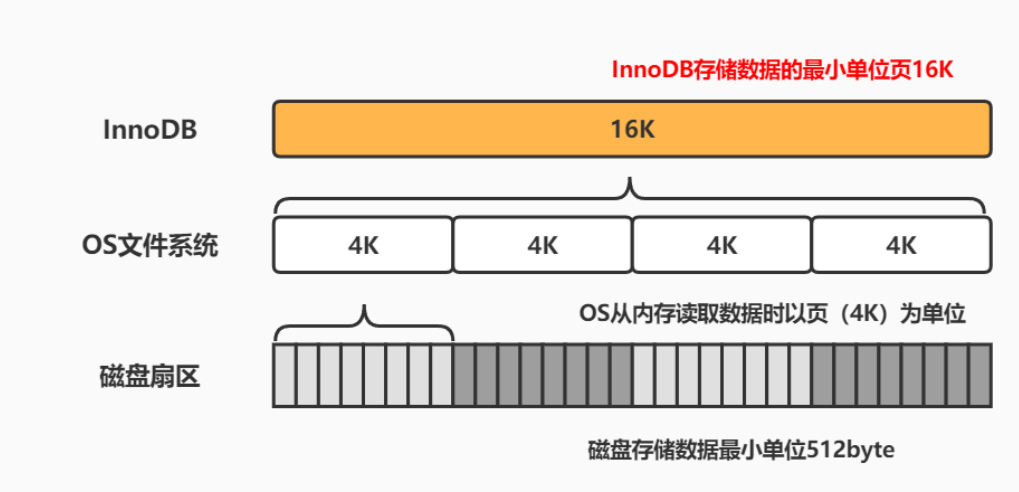 InnoDB存储数据的最小单位页16K
InnoDB
16K
OS文件系统
4K
4K
4K
4K
OS从内存读取数据时以页（4K）为单位
磁盘扇区
磁盘存储数据最小单位512byte